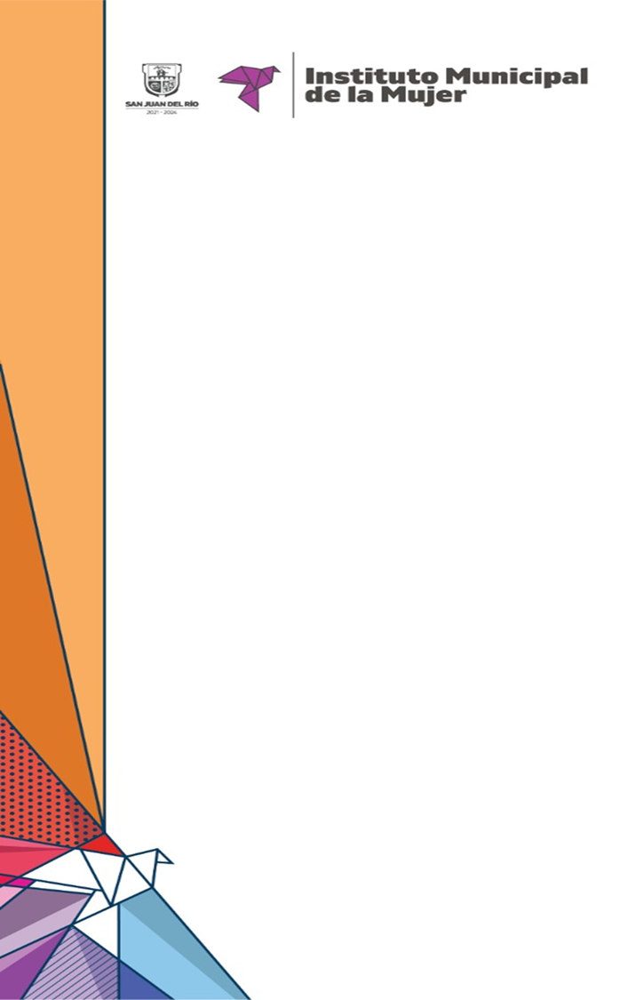 SAN JUAN DEL RÍO
2021 - 2024
Instituto Municipal
de la Mujer